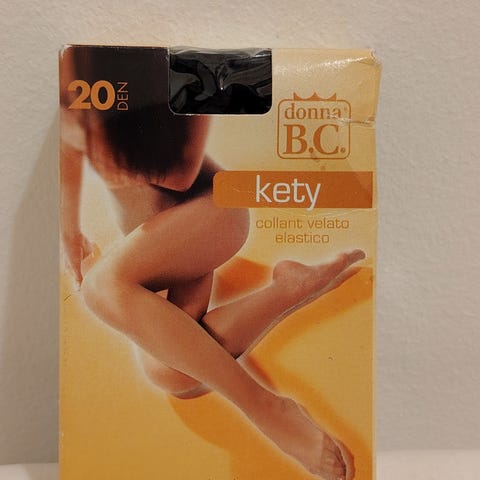 20 DEN
donna
B.C.
kety
collant velato
elastico